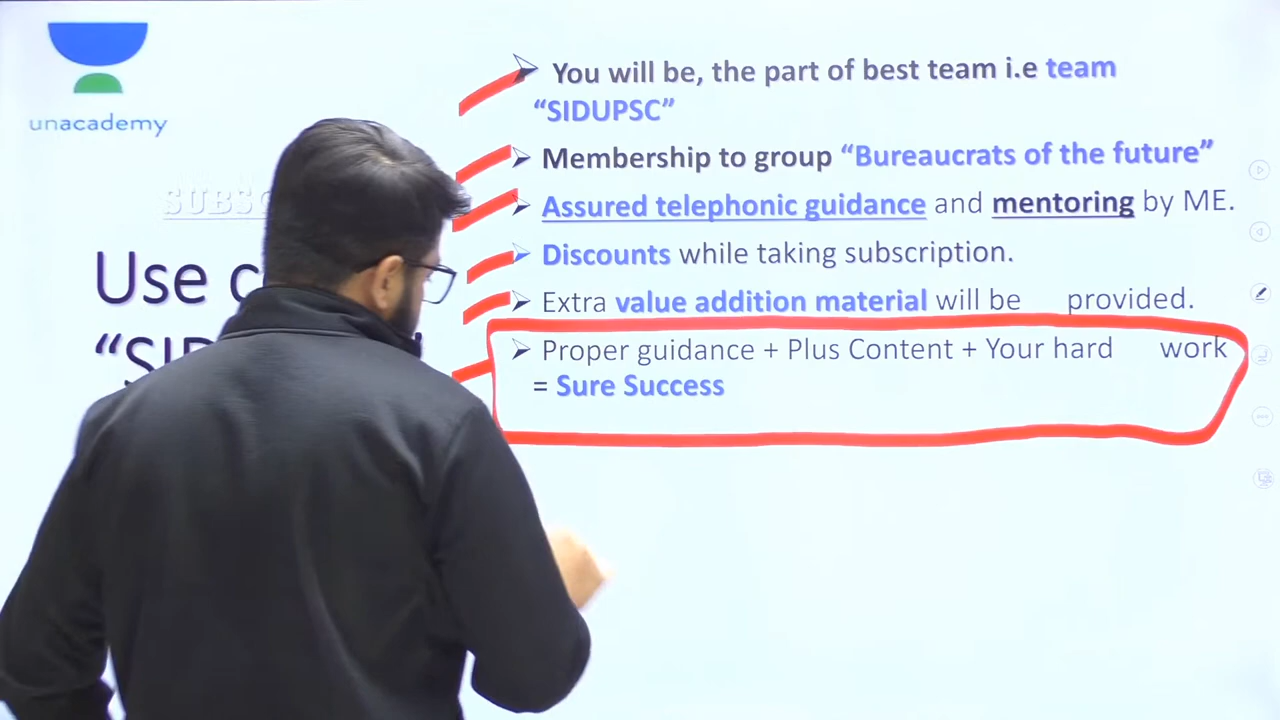 unacademy
Use
➤ You will be, the part of best team i.e team
“SIDUPSC”
➤ Membership to group “Bureaucrats of the future”
➤ Assured telephonic guidance and mentoring by ME.
➤ Discounts while taking subscription.
➤ Extra value addition material will be provided.
➤ Proper guidance + Plus Content + Your hard work
= Sure Success